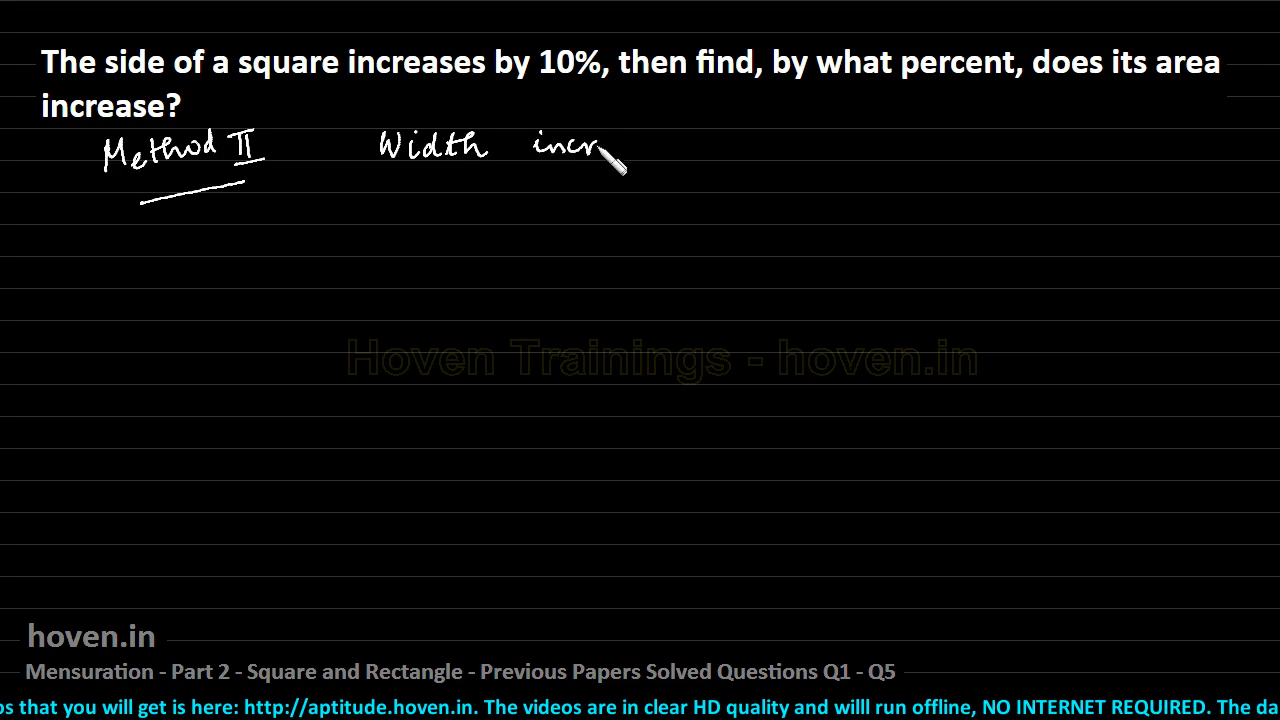 The side of a square increases by 10%, then find, by what percent, does its area
increase?
Method II Width incr
Hoven Trainings - hoven.in
hoven.in
Mensuration - Part 2 - Square and Rectangle - Previous Papers Solved Questions Q1 - Q5
os that you will get is here: http://aptitude.hoven.in. The videos are in clear HD quality and willl run offline, NO INTERNET REQUIRED. The da